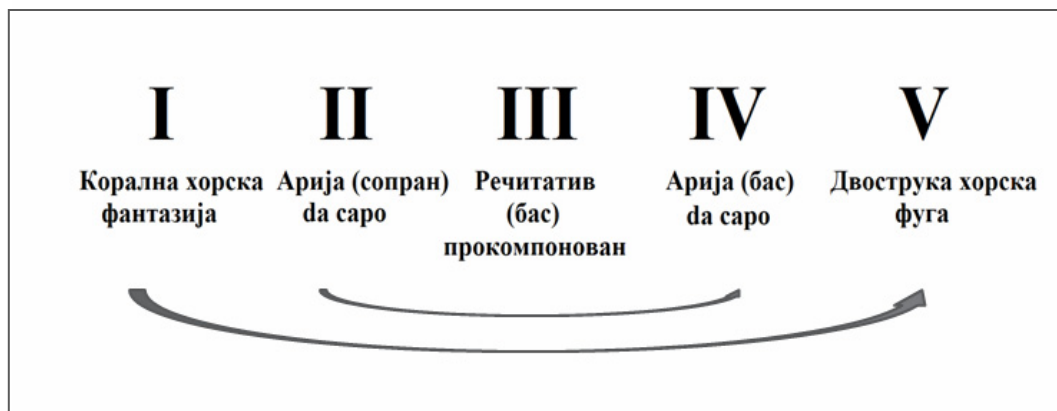 I II III IV V
Корална хорска фантазија
Арија (сопран) da capo
Речитатив (бас) прокомпонован
Арија (бас) da capo
Двострука хорска фуга